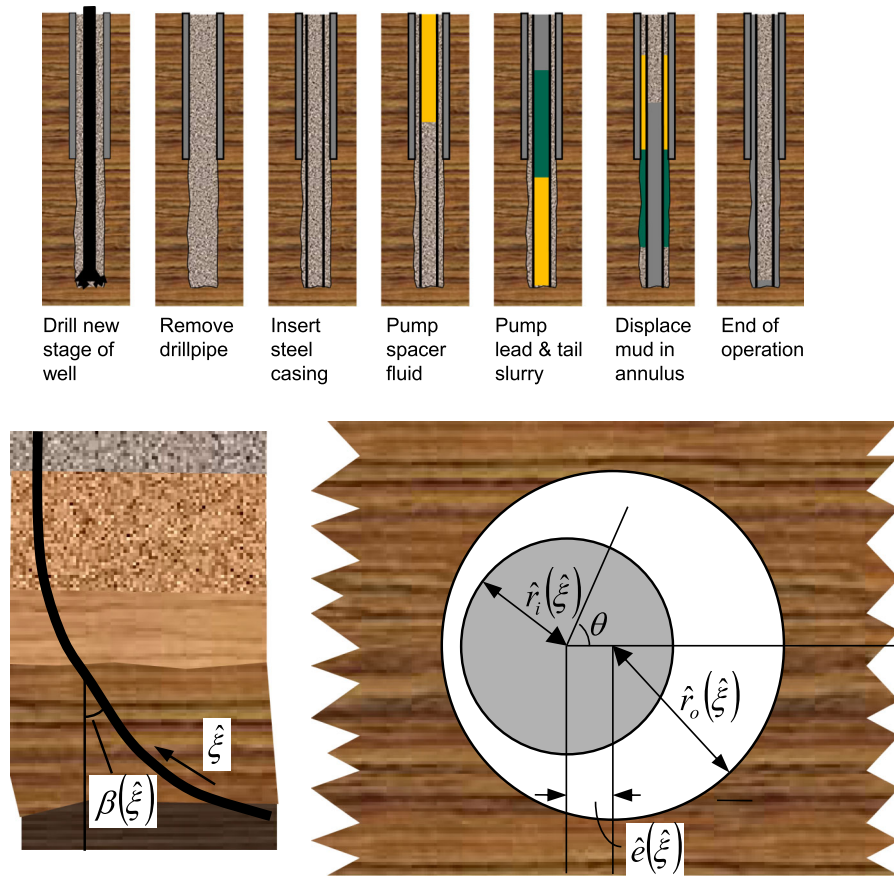 Drill new
stage of
well
Remove
drillpipe
Insert
steel
casing
Pump
spacer
fluid
Pump
lead & tail
slurry
Displace
mud in
annulus
End of
operation
β(ξ̂)
ξ̂
r̂ᵢ(ξ̂)
θ
r̂ₒ(ξ̂)
ê(ξ̂)